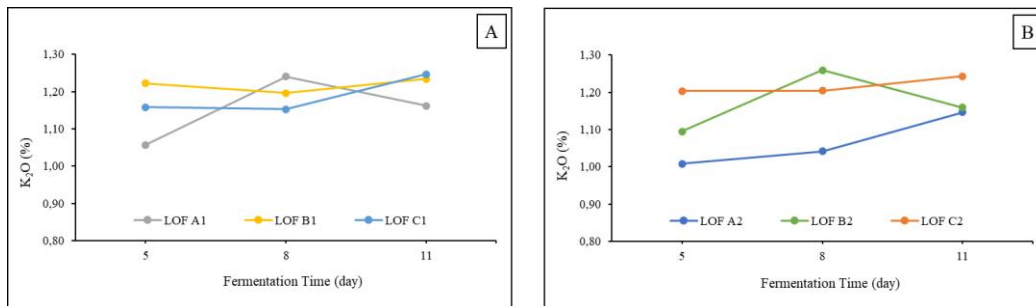 A
1,30
1,20
1,10
1,00
0,90
0,80
K₂O (%)
LOF A1 LOF B1 LOF C1
5 8 11
Fermentation Time (day)
B
1,30
1,20
1,10
1,00
0,90
0,80
K₂O (%)
LOF A2 LOF B2 LOF C2
5 8 11
Fermentation Time (day)